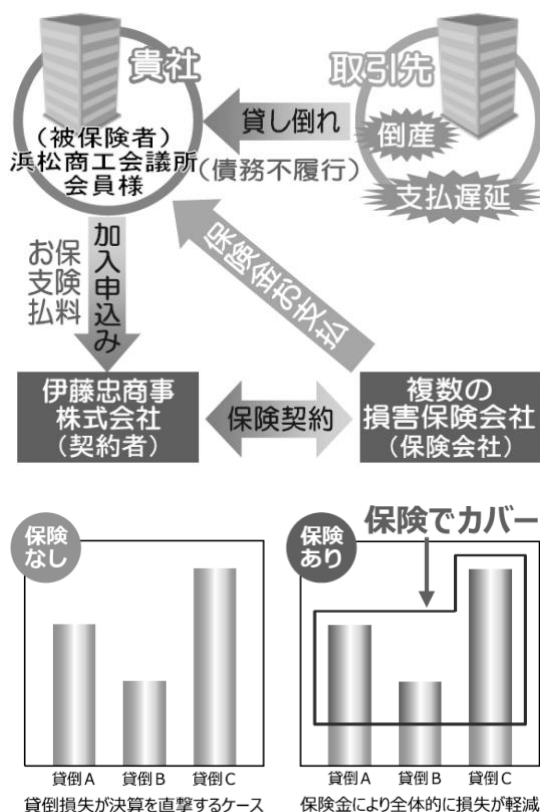 貴社
(被保険者)
浜松商工会議所
会員様
取引先
倒産
支払遅延
貸し倒れ
(債務不履行)
保険料
お支払
加入申込み
保険金お支払
伊藤忠商事
株式会社
(契約者)
保険契約
複数の
損害保険会社
(保険会社)
保険
なし
貸倒A 貸倒B 貸倒C
貸倒損失が決算を直撃するケース
保険
あり
保険でカバー
貸倒A 貸倒B 貸倒C
保険金により全体的に損失が軽減